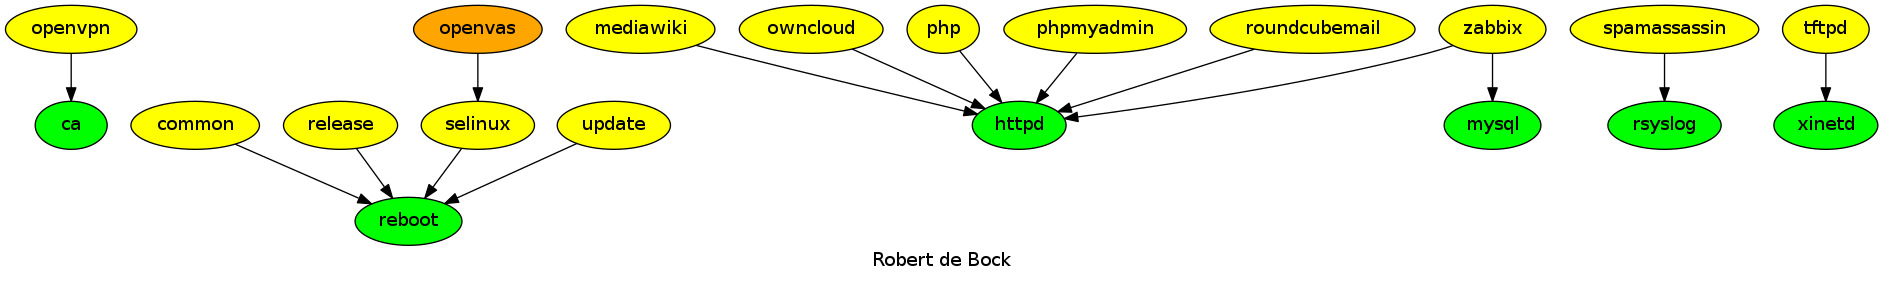 openvpn
openvas
mediawiki
owncloud
php
phpmyadmin
roundcubemail
zabbix
spamassassin
tftpd
ca
common
release
selinux
update
httpd
mysql
rsyslog
xinetd
reboot
Robert de Bock